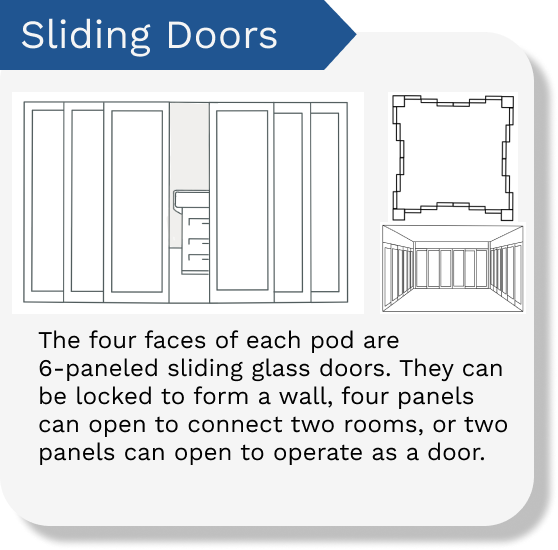 Sliding Doors
The four faces of each pod are
6-paneled sliding glass doors. They can
be locked to form a wall, four panels
can open to connect two rooms, or two
panels can open to operate as a door.